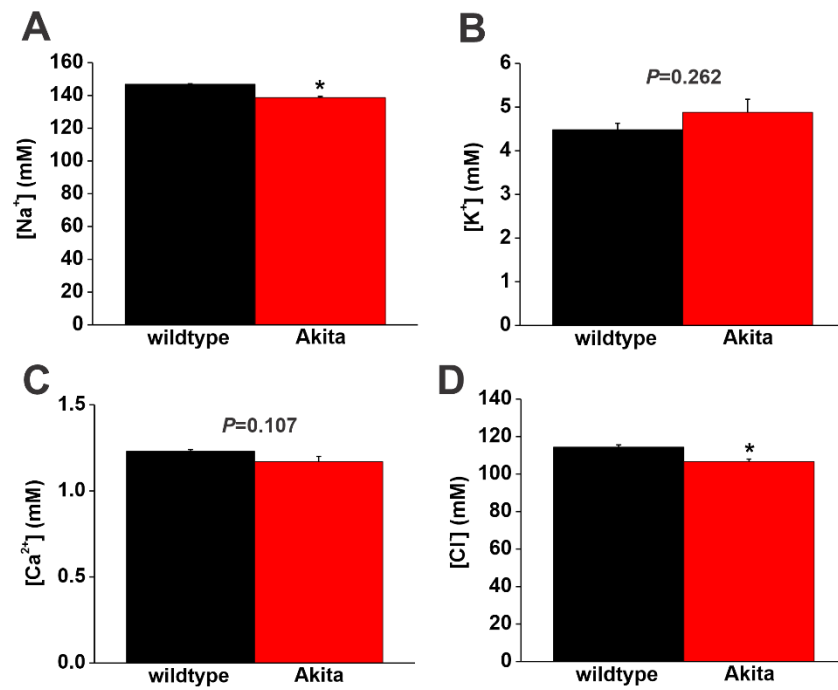 A
160
140
120
100
80
60
40
20
0
[Na⁺] (mM)
*
wildtype
Akita
B
6
5
4
3
2
1
0
[K⁺] (mM)
P=0.262
wildtype
Akita
C
1.5
1.0
0.5
0.0
[Ca²⁺] (mM)
P=0.107
wildtype
Akita
D
140
120
100
80
60
40
20
0
[Cl⁻] (mM)
*
wildtype
Akita